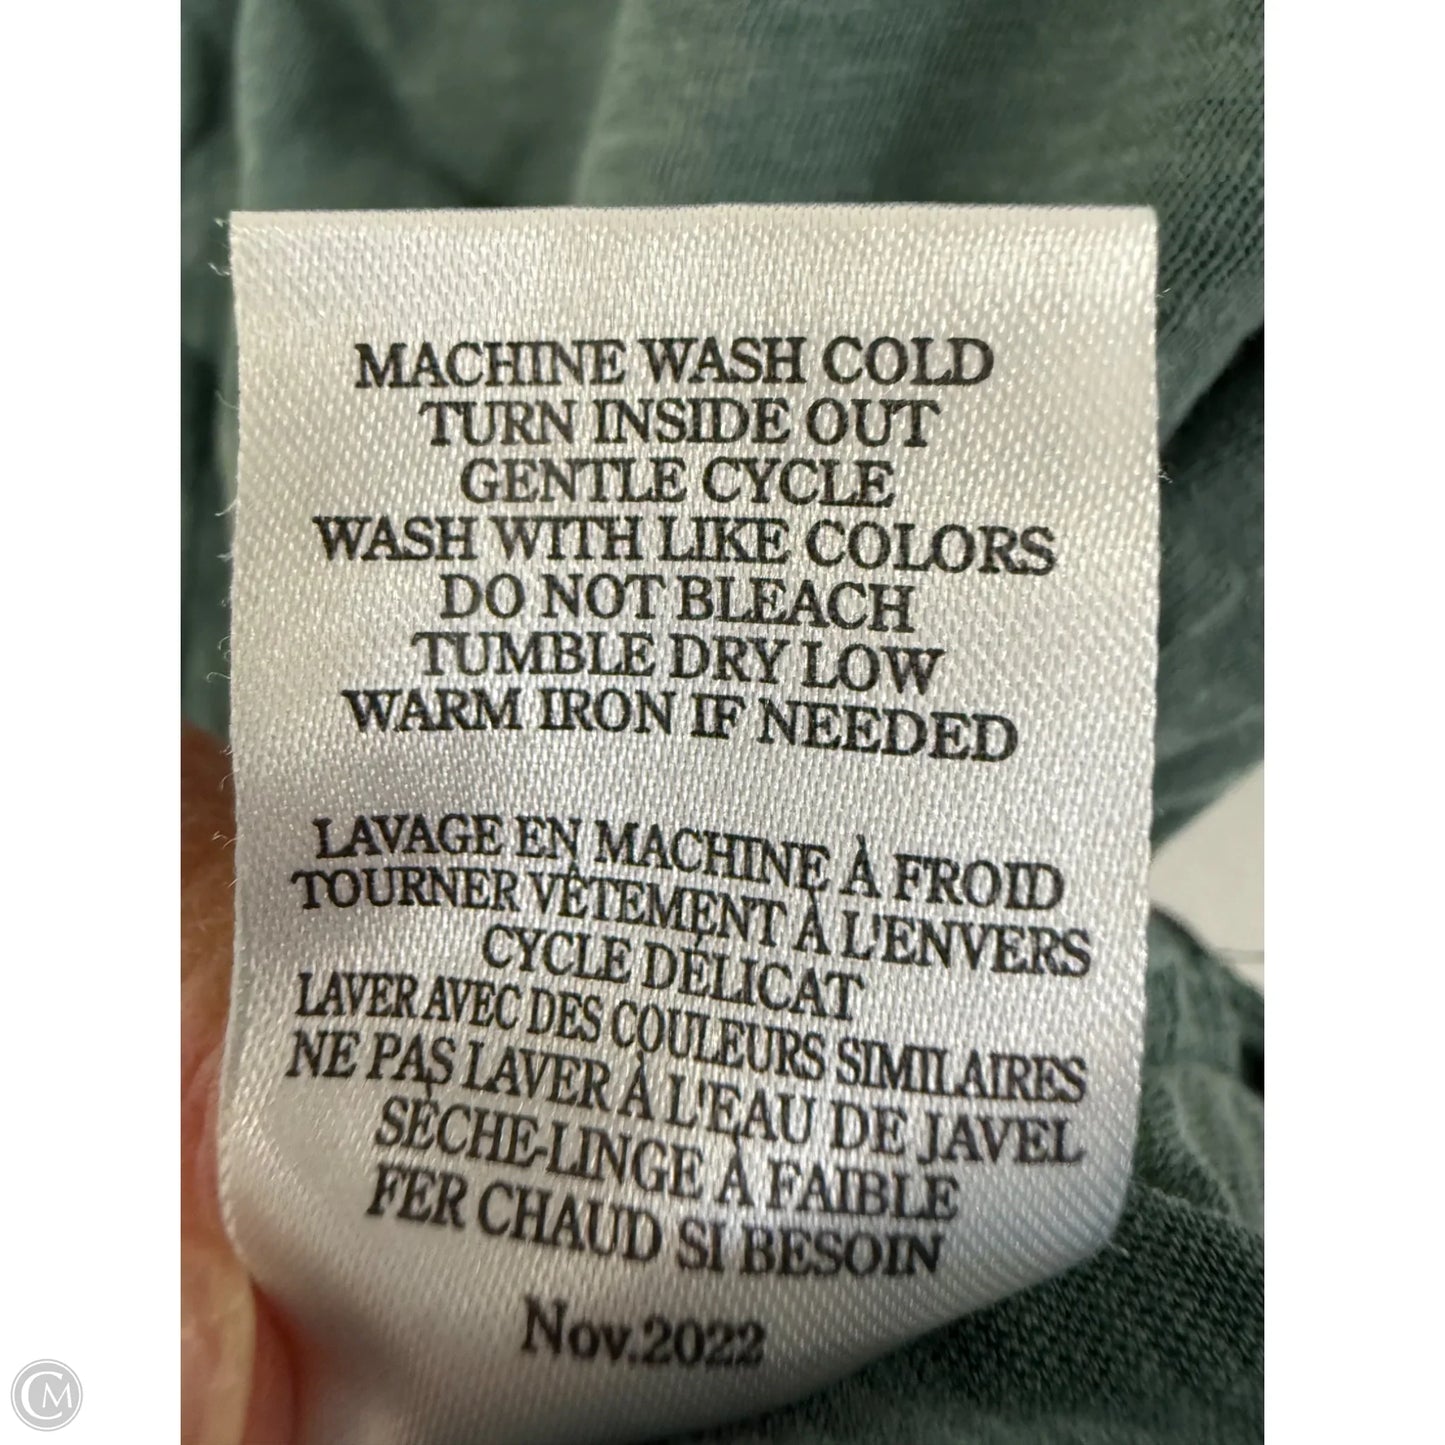 MACHINE WASH COLD
TURN INSIDE OUT
GENTLE CYCLE
WASH WITH LIKE COLORS
DO NOT BLEACH
TUMBLE DRY LOW
WARM IRON IF NEEDED
LAVAGE EN MACHINE À FROID
TOURNER VÊTEMENT À L'ENVERS
CYCLE DÉLICAT
LAVER AVEC DES COULEURS SIMILAIRES
NE PAS LAVER À L'EAU DE JAVEL
SÈCHE-LINGE À FAIBLE
FER CHAUD SI BESOIN
Nov.2022
CM